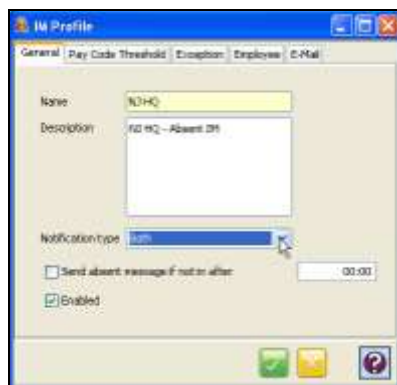 IM Profile
General Pay Code Threshold Exception Employee E-Mail
Name NJ-HQ
Description NJ HQ - Absent IM
Notification type Both
Send absent message if not in after 00:00
Enabled